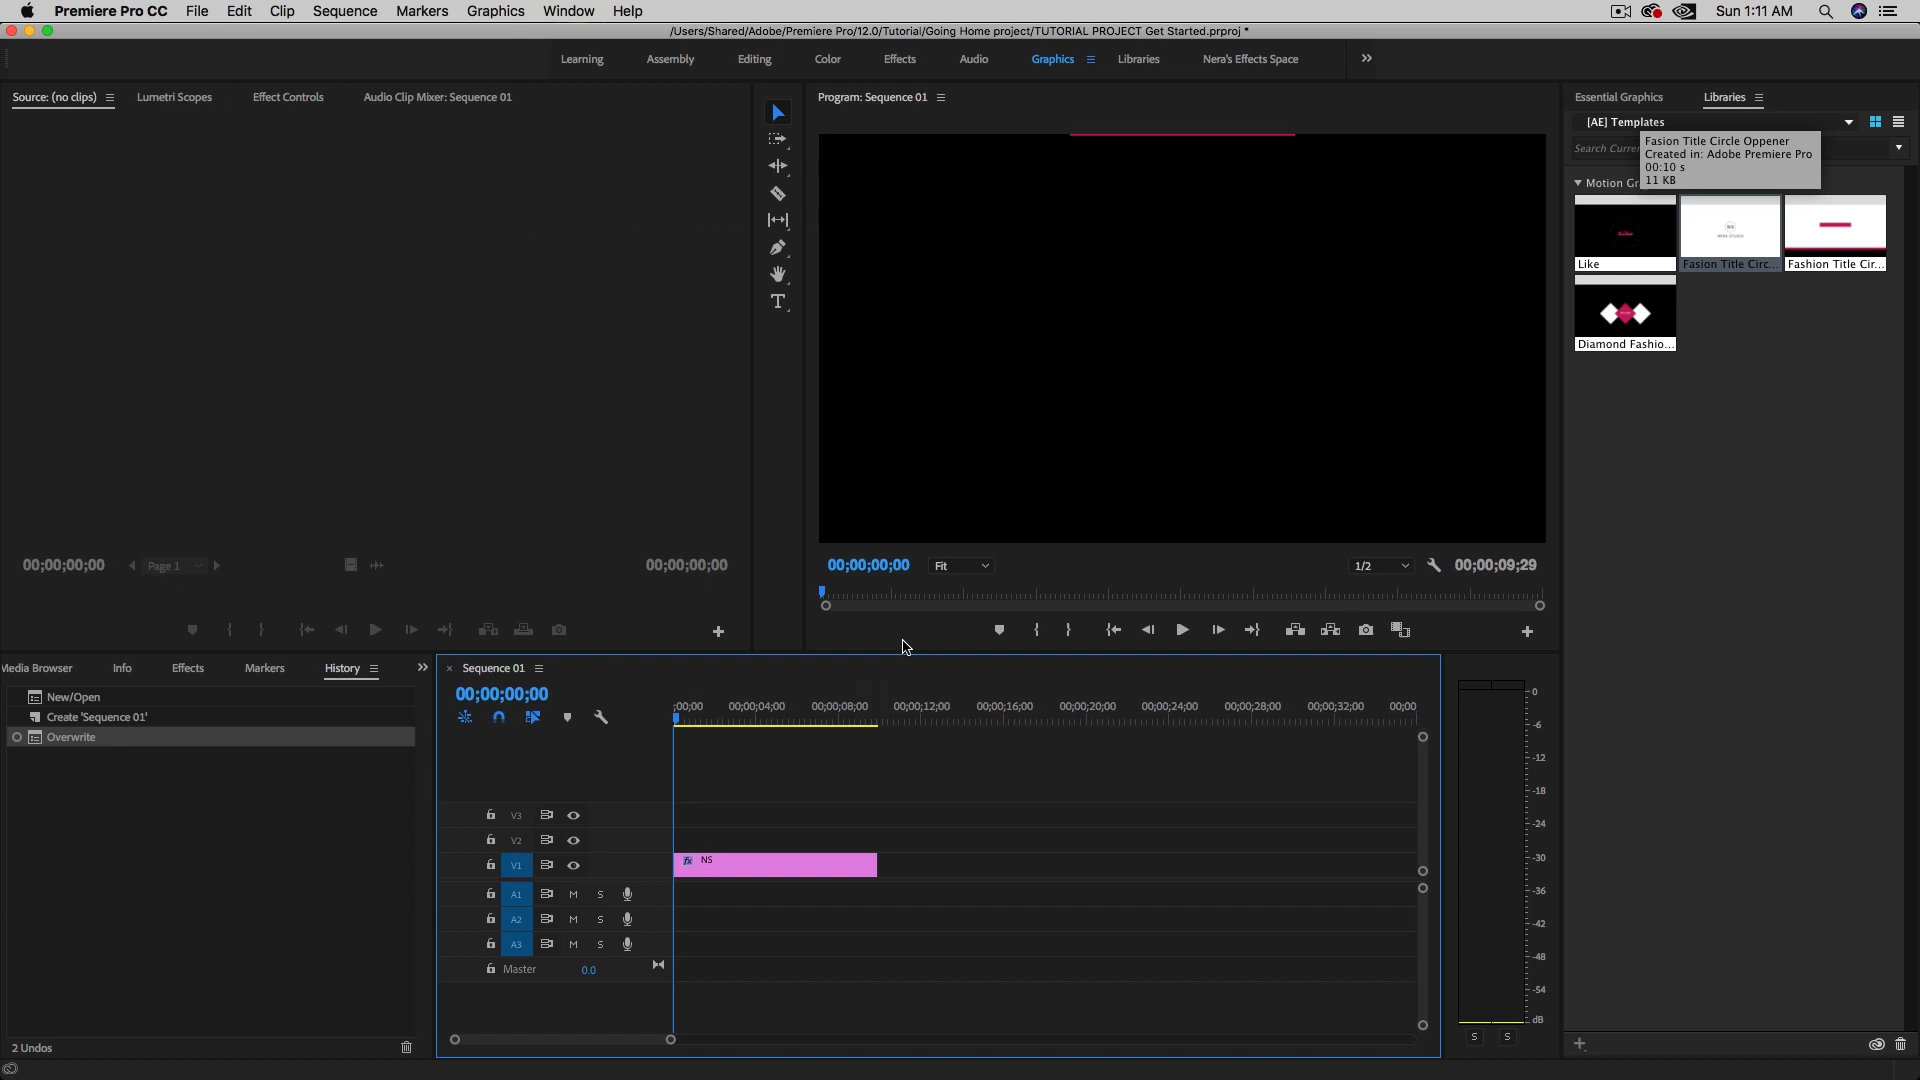 Premiere Pro CC File Edit Clip Sequence Markers Graphics Window Help Sun 1:11 AM
/Users/Shared/Adobe/Premiere Pro/12.0/Tutorial/Going Home project/TUTORIAL PROJECT Get Started.prproj *
Learning Assembly Editing Color Effects Audio Graphics Libraries Nera's Effects Space
Source: (no clips) Lumetri Scopes Effect Controls Audio Clip Mixer: Sequence 01
Program: Sequence 01
Essential Graphics Libraries
[AE] Templates
Search Curre
Fasion Title Circle Oppener
Created in: Adobe Premiere Pro
00:10 s
11 KB
Motion Gr
Like
Fasion Title Circ...
Fashion Title Cir...
Diamond Fashio...
00;00;00;00 Page 1 00;00;00;00
00;00;00;00 Fit 1/2 00;00;09;29
Media Browser Info Effects Markers History
New/Open
Create 'Sequence 01'
Overwrite
2 Undos
Sequence 01
00;00;00;00
;00;00 00;00;04;00 00;00;08;00 00;00;12;00 00;00;16;00 00;00;20;00 00;00;24;00 00;00;28;00 00;00;32;00 00;00
V3
V2
V1 fx NS
A1 M S
A2 M S
A3 M S
Master 0.0
0
-6
-12
-18
-24
-30
-36
-42
-48
-54
dB
S S